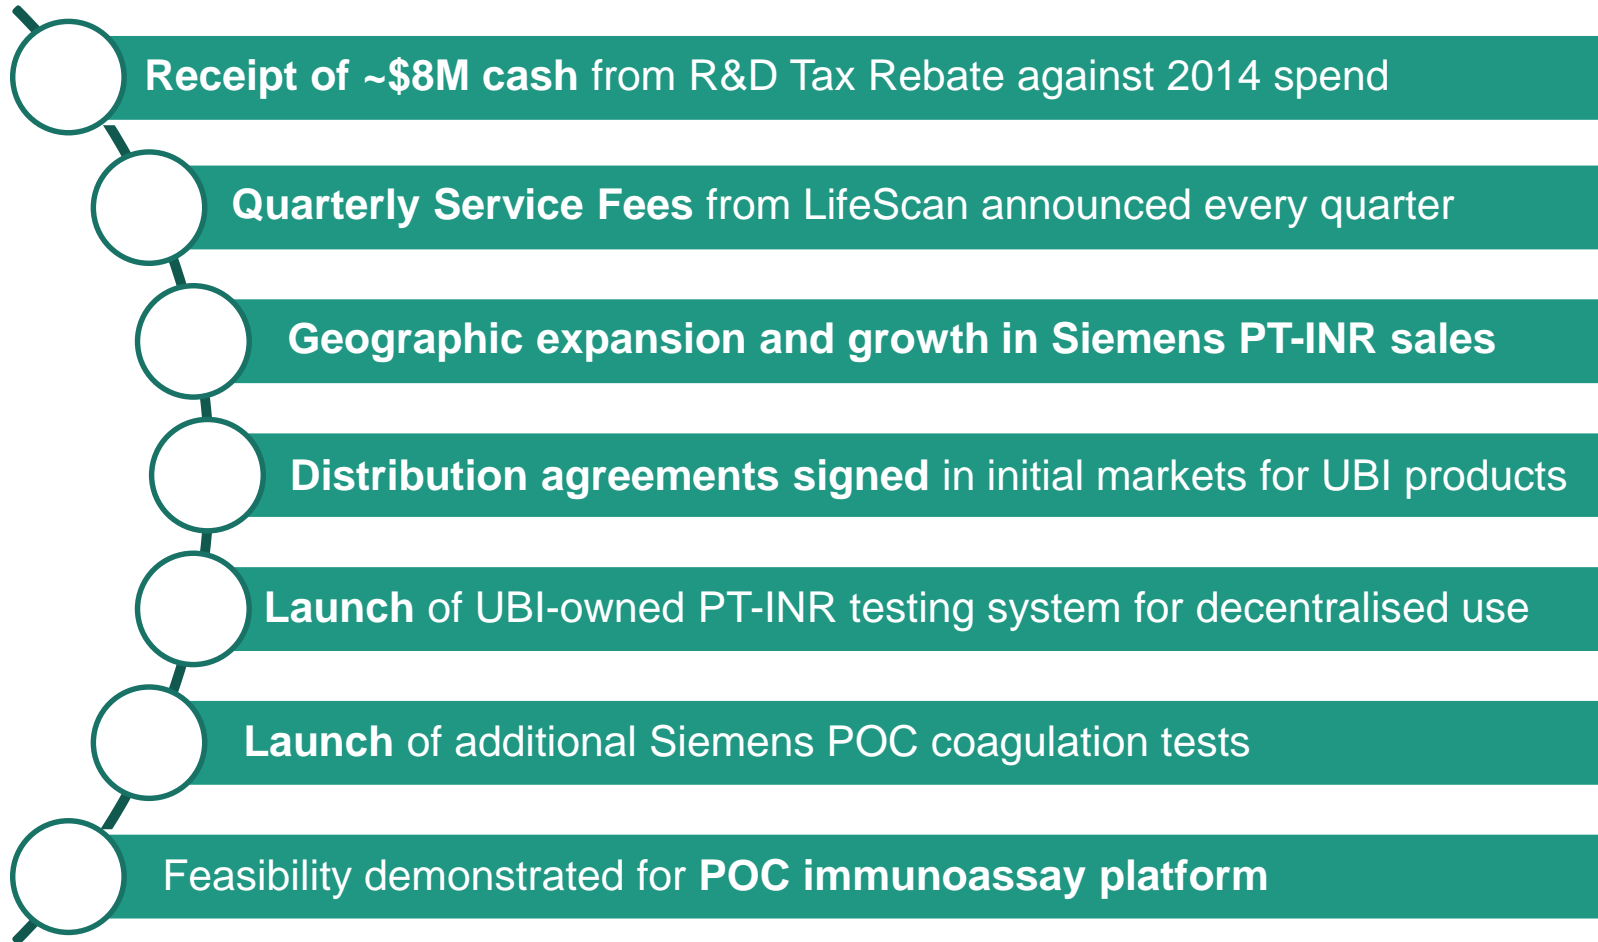 Receipt of ~$8M cash from R&D Tax Rebate against 2014 spend
Quarterly Service Fees from LifeScan announced every quarter
Geographic expansion and growth in Siemens PT-INR sales
Distribution agreements signed in initial markets for UBI products
Launch of UBI-owned PT-INR testing system for decentralised use
Launch of additional Siemens POC coagulation tests
Feasibility demonstrated for POC immunoassay platform